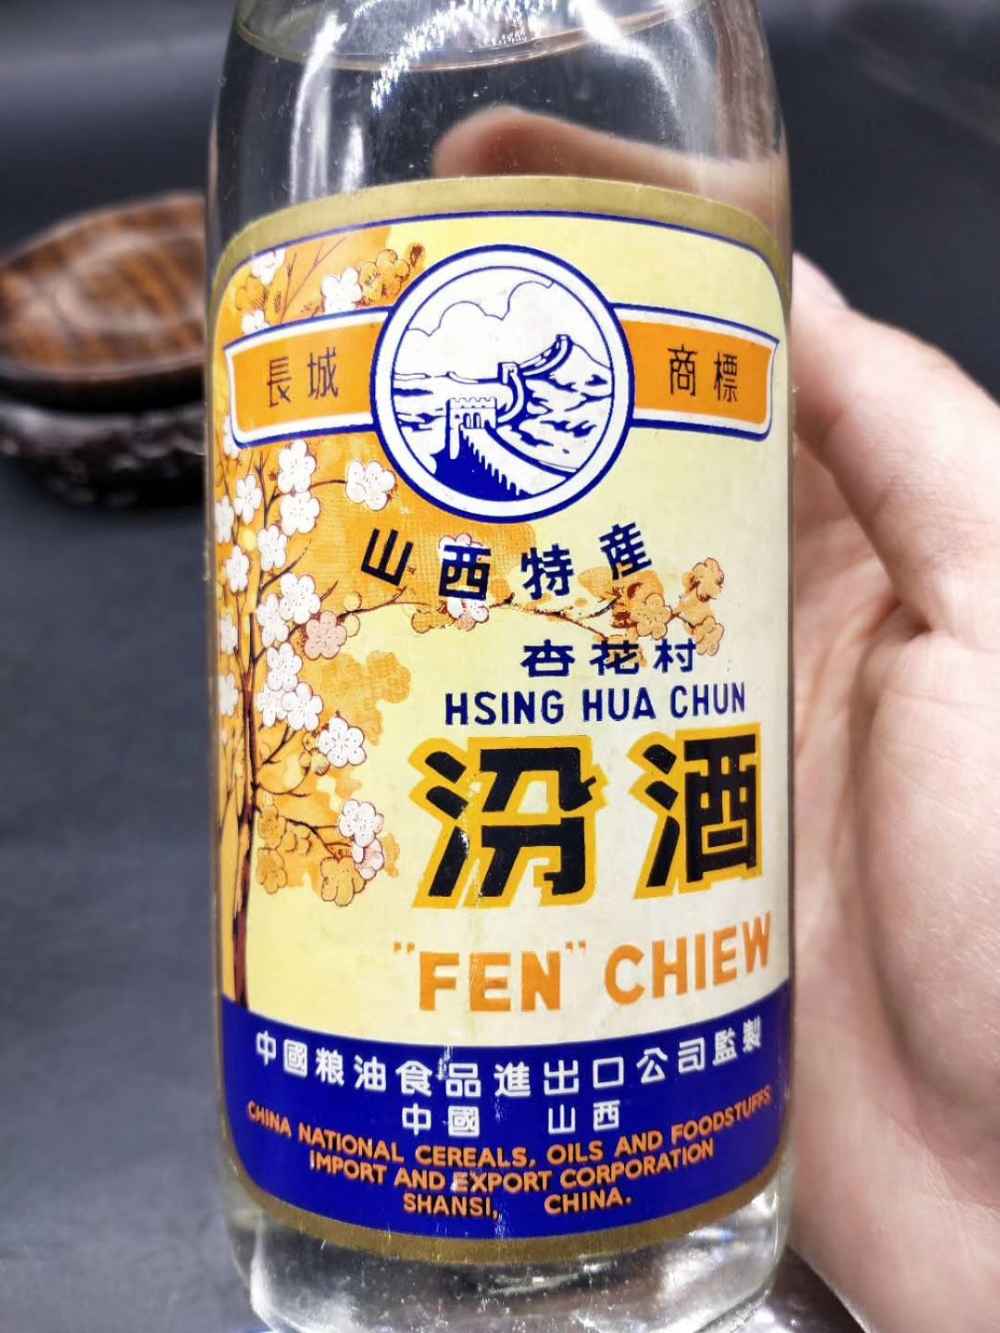 長城 商標
山西特産
杏花村
HSING HUA CHUN
汾酒
"FEN" CHIEW
中國粮油食品進出口公司監製
中國 山西
CHINA NATIONAL CEREALS, OILS AND FOODSTUFFS
IMPORT AND EXPORT CORPORATION
SHANSI, CHINA.